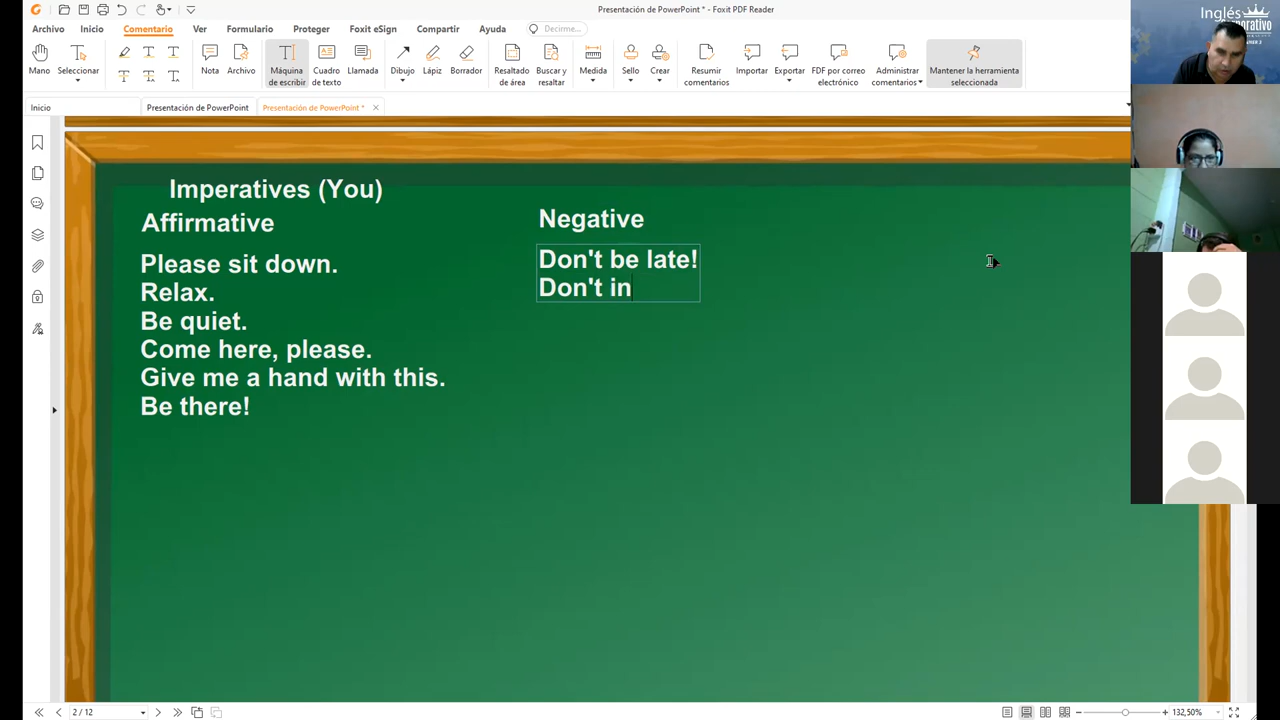 Presentación de PowerPoint * - Foxit PDF Reader
Archivo Inicio Comentario Ver Formulario Proteger Foxit eSign Compartir Ayuda Decirme...
Mano Seleccionar Nota Archivo Máquina de escribir Cuadro de texto Llamada Dibujo Lápiz Borrador Resaltado de área Buscar y resaltar Medida Sello Crear Resumir comentarios Importar Exportar PDF por correo electrónico Administrar comentarios Mantener la herramienta seleccionada
Inicio Presentación de PowerPoint Presentación de PowerPoint *
Inglés
Imperatives (You)
Affirmative
Please sit down.
Relax.
Be quiet.
Come here, please.
Give me a hand with this.
Be there!
Negative
Don't be late!
Don't in
2 / 12
132,50%